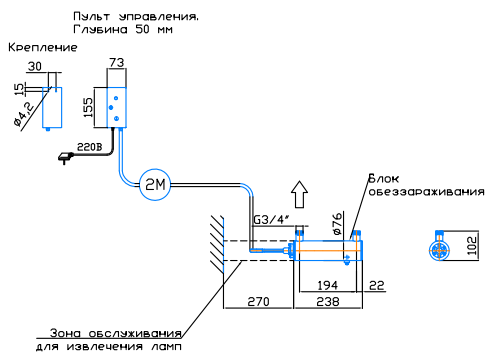 Пульт управления.
Глубина 50 мм
Крепление
30
73
15
155
Ø4,2
220В
2М
Блок
обеззараживания
G3/4"
Ø76
102
194
22
270
238
Зона обслуживания
для извлечения ламп